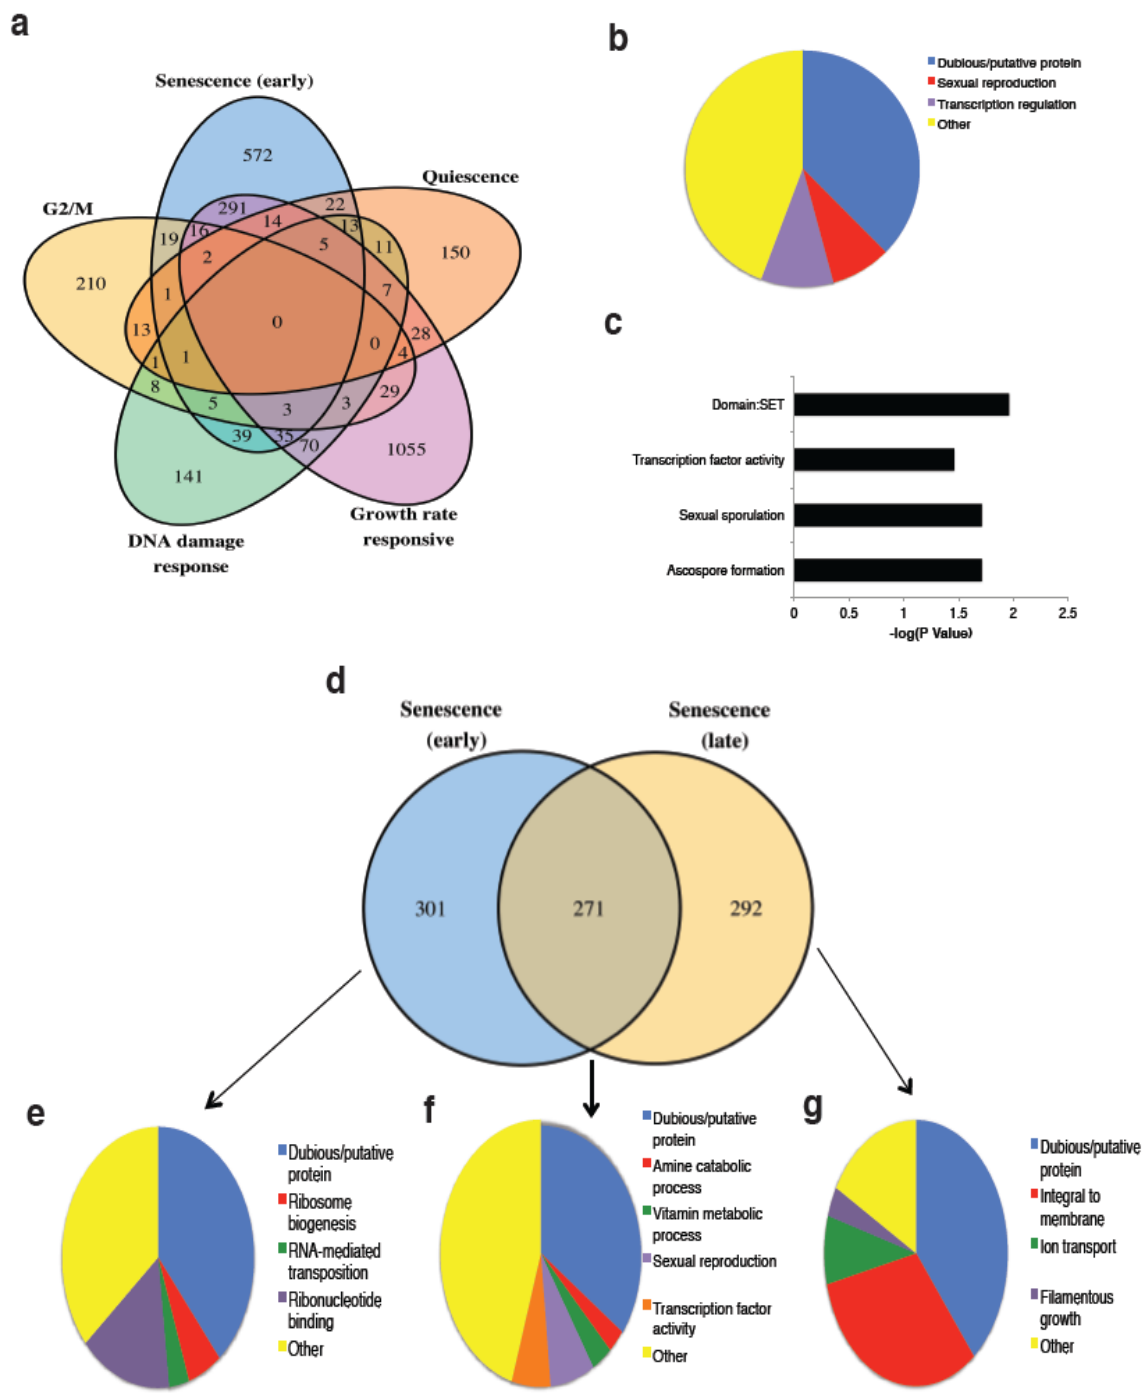 a
Senescence (early)
572
Quiescence
G2/M
291
22
14
13
19
16
5
11
2
150
210
7
1
0
13
28
0
4
1
1
8
29
5
3
3
39
35
70
1055
141
Growth rate
responsive
DNA damage
response
b
Dubious/putative protein
Sexual reproduction
Transcription regulation
Other
c
Domain:SET
Transcription factor activity
Sexual sporulation
Ascospore formation
0 0.5 1 1.5 2 2.5
-log(P Value)
d
Senescence
(early)
Senescence
(late)
301
271
292
e
Dubious/putative
protein
Ribosome
biogenesis
RNA-mediated
transposition
Ribonucleotide
binding
Other
f
Dubious/putative
protein
Amine catabolic
process
Vitamin metabolic
process
Sexual reproduction
Transcription factor
activity
Other
g
Dubious/putative
protein
Integral to
membrane
Ion transport
Filamentous
growth
Other